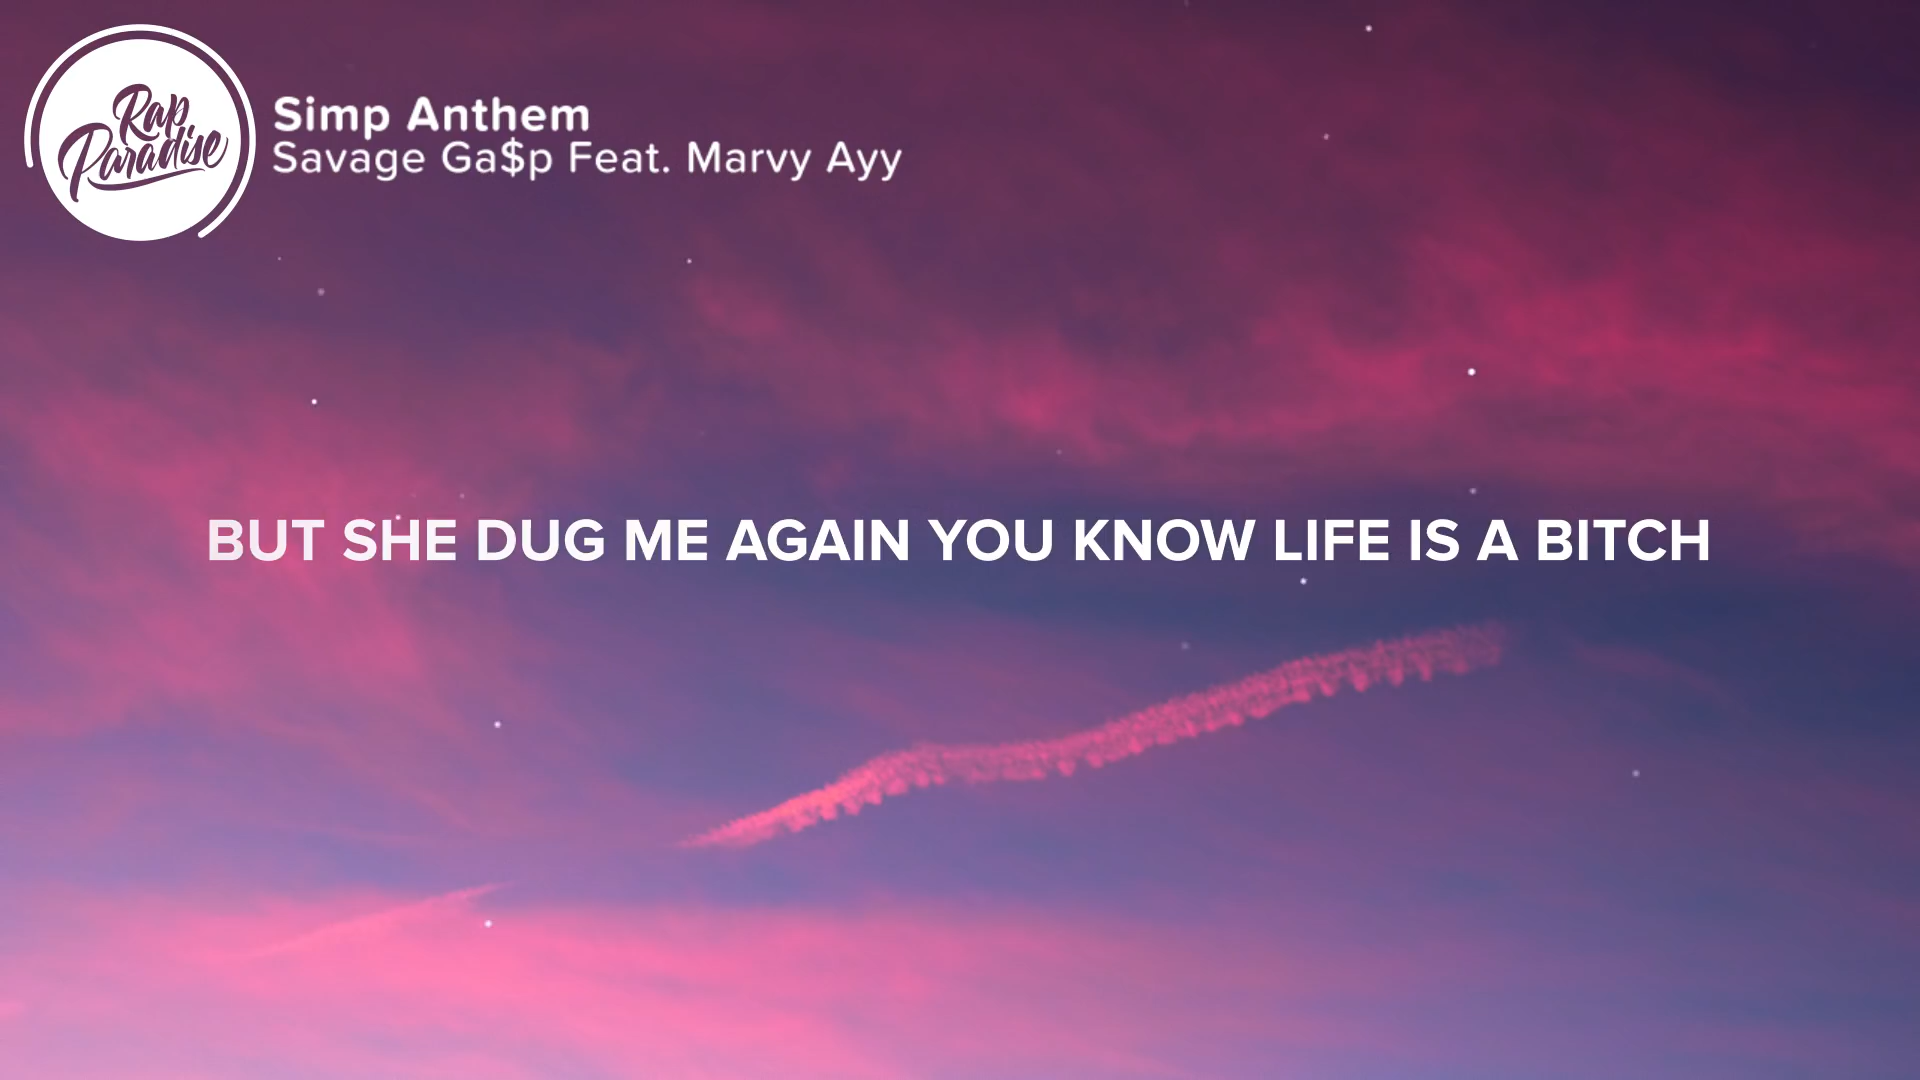 Rap
Paradise
Simp Anthem
Savage Ga$p Feat. Marvy Ayy
BUT SHE DUG ME AGAIN YOU KNOW LIFE IS A BITCH